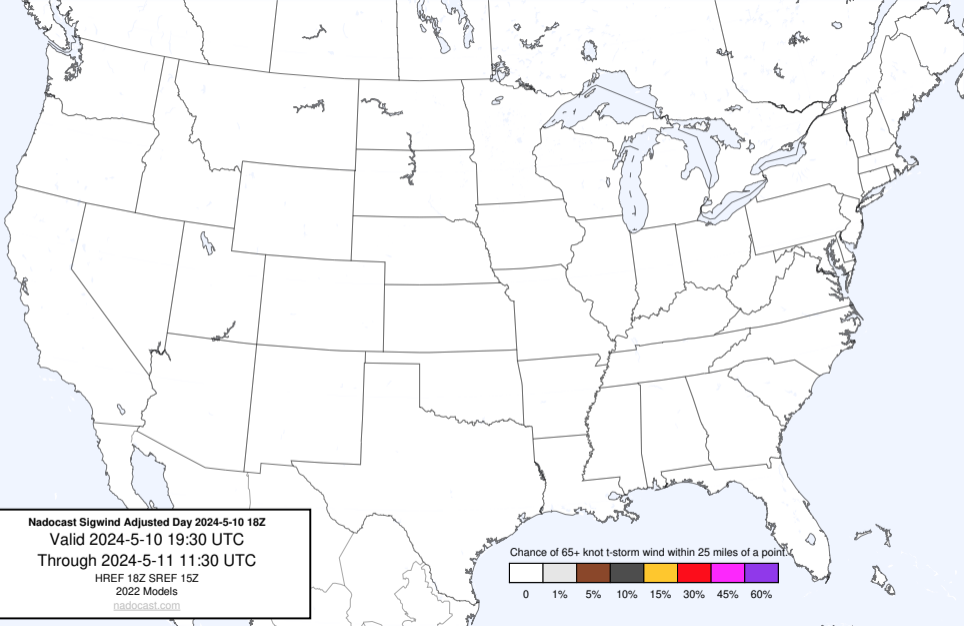 Nadocast Sigwind Adjusted Day 2024-5-10 18Z
Valid 2024-5-10 19:30 UTC
Through 2024-5-11 11:30 UTC
HREF 18Z SREF 15Z
2022 Models
nadocast.com
Chance of 65+ knot t-storm wind within 25 miles of a point.
0 1% 5% 10% 15% 30% 45% 60%